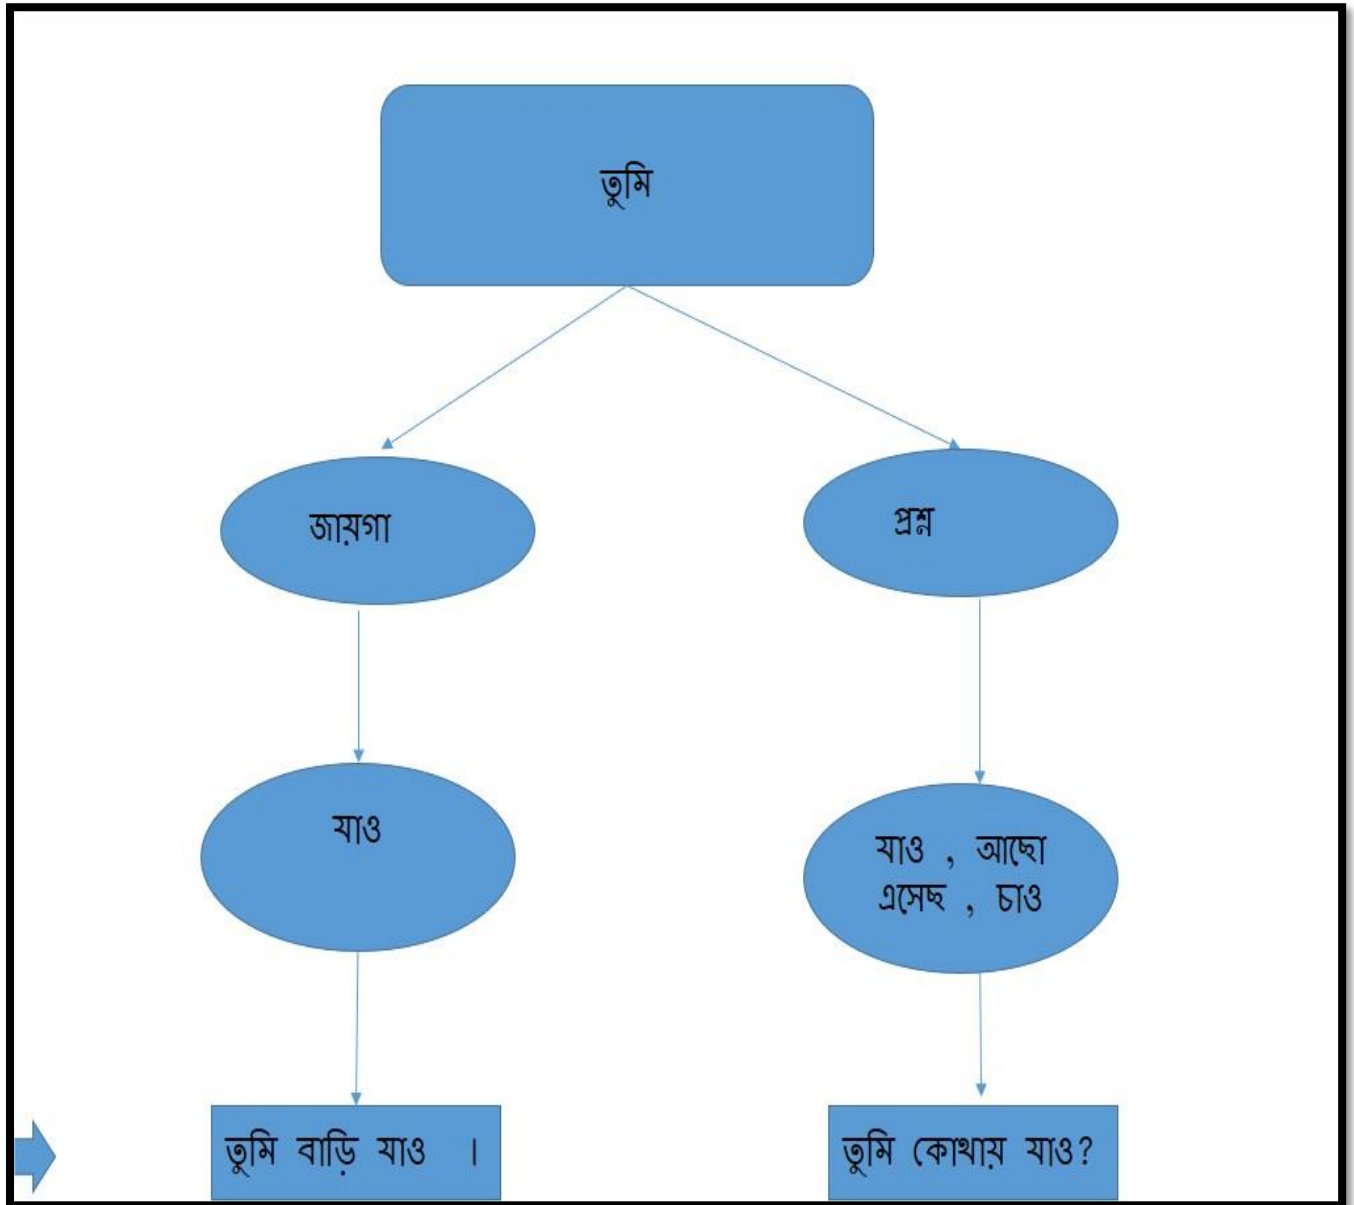 তুমি
জায়গা
প্রশ্ন
যাও
যাও , আছো
এসেছ , চাও
তুমি বাড়ি যাও ।
তুমি কোথায় যাও?